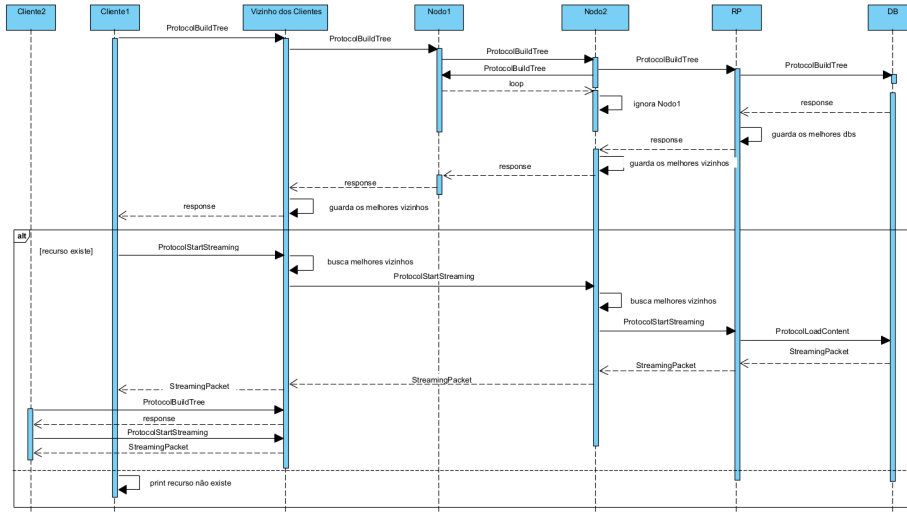 Cliente2
Cliente1
Vizinho dos Clientes
Nodo1
Nodo2
RP
DB
ProtocolBuildTree
ProtocolBuildTree
ProtocolBuildTree
ProtocolBuildTree
ProtocolBuildTree
ProtocolBuildTree
loop
ignora Nodo1
response
guarda os melhores dbs
response
guarda os melhores vizinhos
response
response
guarda os melhores vizinhos
response
alt
[recurso existe]
ProtocolStartStreaming
busca melhores vizinhos
ProtocolStartStreaming
busca melhores vizinhos
ProtocolStartStreaming
ProtocolLoadContent
StreamingPacket
StreamingPacket
StreamingPacket
StreamingPacket
ProtocolBuildTree
response
ProtocolStartStreaming
StreamingPacket
print recurso não existe